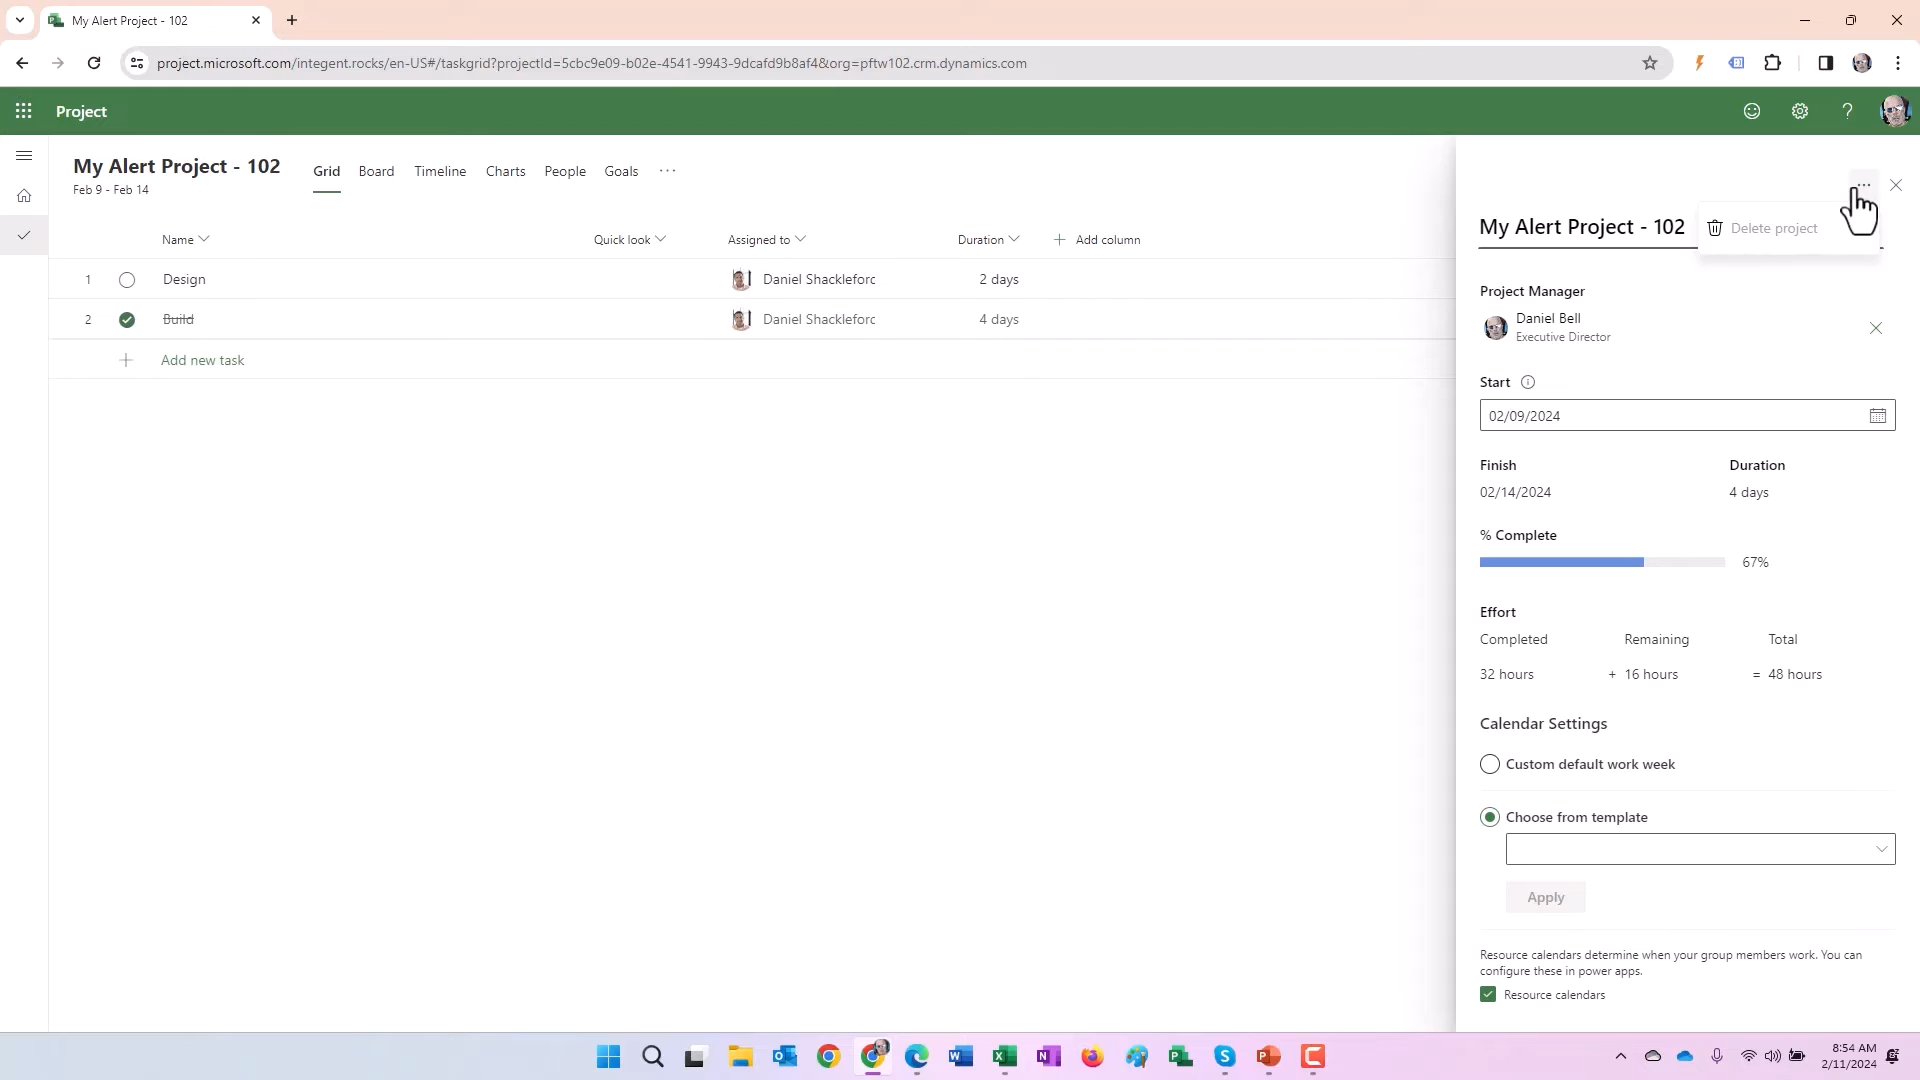 My Alert Project - 102
project.microsoft.com/integent.rocks/en-US#/taskgrid?projectId=5cbc9e09-b02e-4541-9943-9dcafd9b8af4&org=pftw102.crm.dynamics.com
Project
My Alert Project - 102
Feb 9 - Feb 14
Grid Board Timeline Charts People Goals ...
Name Quick look Assigned to Duration Add column
1 Design Daniel Shackleforc 2 days
2 Build Daniel Shackleforc 4 days
Add new task
My Alert Project - 102
Delete project
Project Manager
Daniel Bell
Executive Director
Start
02/09/2024
Finish Duration
02/14/2024 4 days
% Complete
67%
Effort
Completed Remaining Total
32 hours + 16 hours = 48 hours
Calendar Settings
Custom default work week
Choose from template
Apply
Resource calendars determine when your group members work. You can
configure these in power apps.
Resource calendars
8:54 AM
2/11/2024